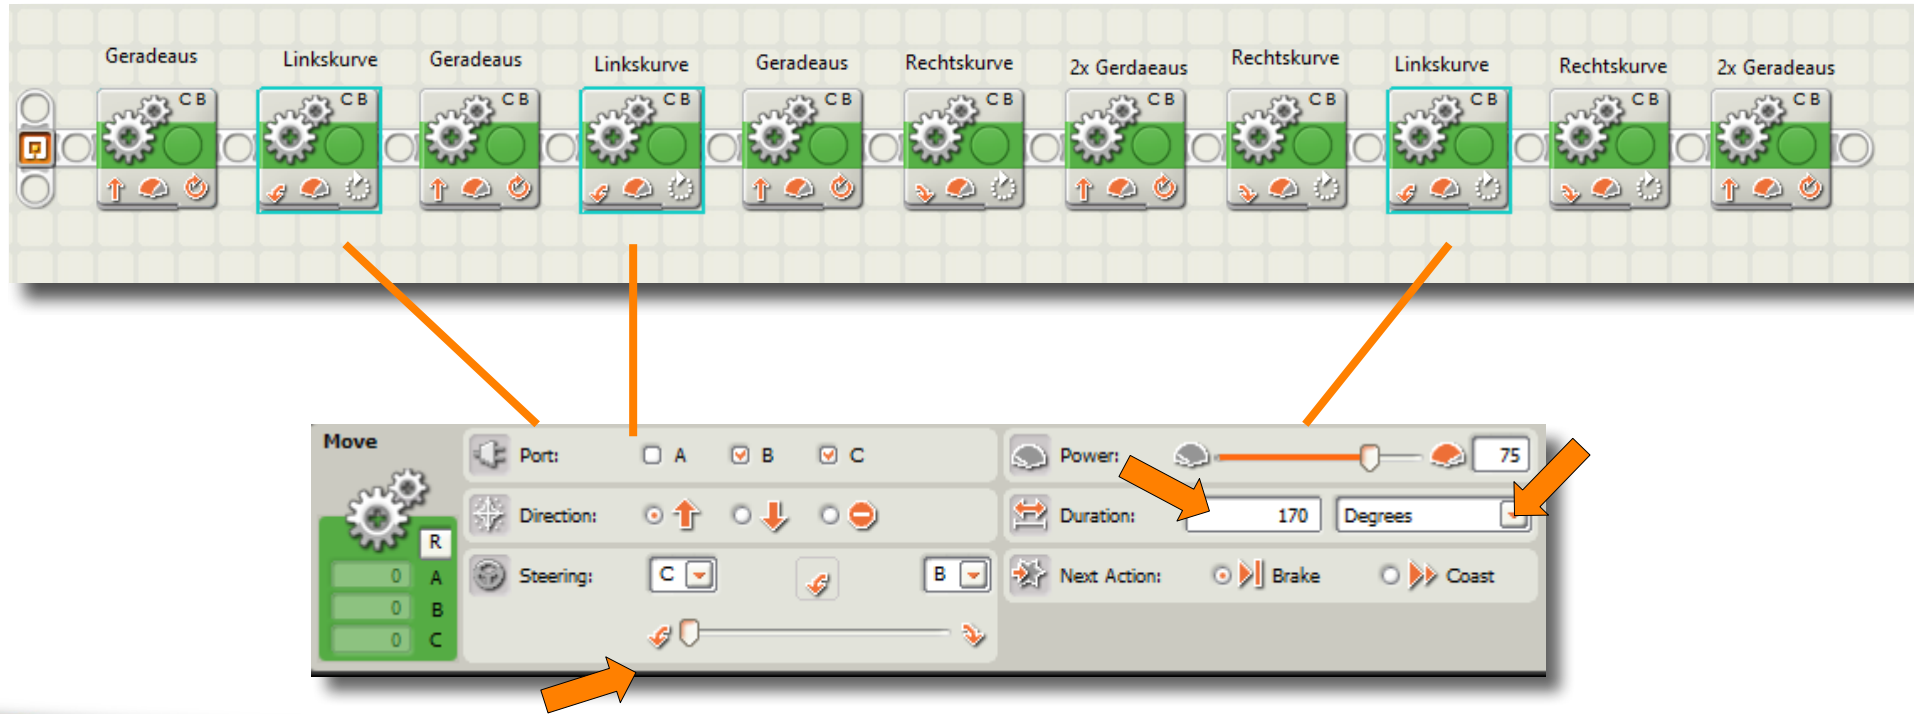 Geradeaus
Linkskurve
Geradeaus
Linkskurve
Geradeaus
Rechtskurve
2x Gerdaeaus
Rechtskurve
Linkskurve
Rechtskurve
2x Geradeaus
C B
C B
C B
C B
C B
C B
C B
C B
C B
C B
C B
Move
Port:
A
B
C
Power:
75
Direction:
Duration:
170
Degrees
R
0 A
0 B
0 C
Steering:
C
B
Next Action:
Brake
Coast